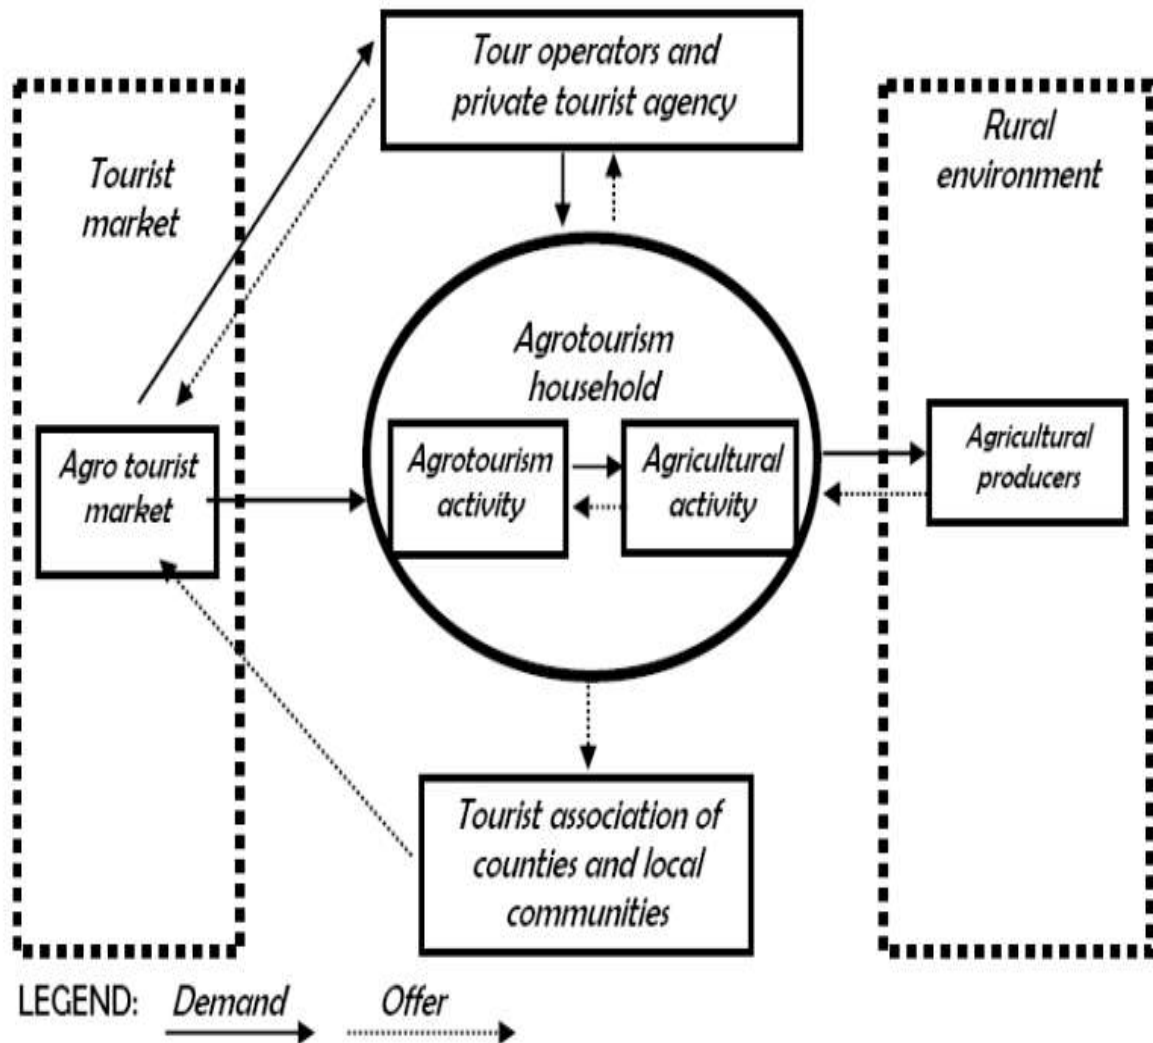 Tour operators and
private tourist agency
Tourist
market
Rural
environment
Agrotourism
household
Agro tourist
market
Agrotourism
activity
Agricultural
activity
Agricultural
producers
Tourist association of
counties and local
communities
LEGEND: Demand Offer